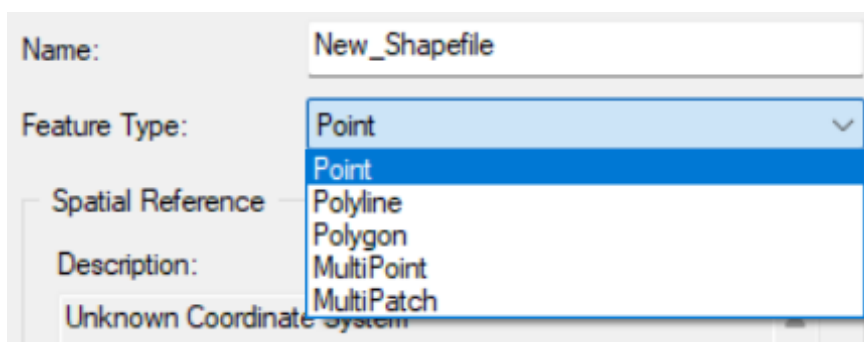 Name: New_Shapefile
Feature Type: Point
Point
Spatial Reference
Polyline
Polygon
Description:
MultiPoint
MultiPatch
Unknown Coordinate System